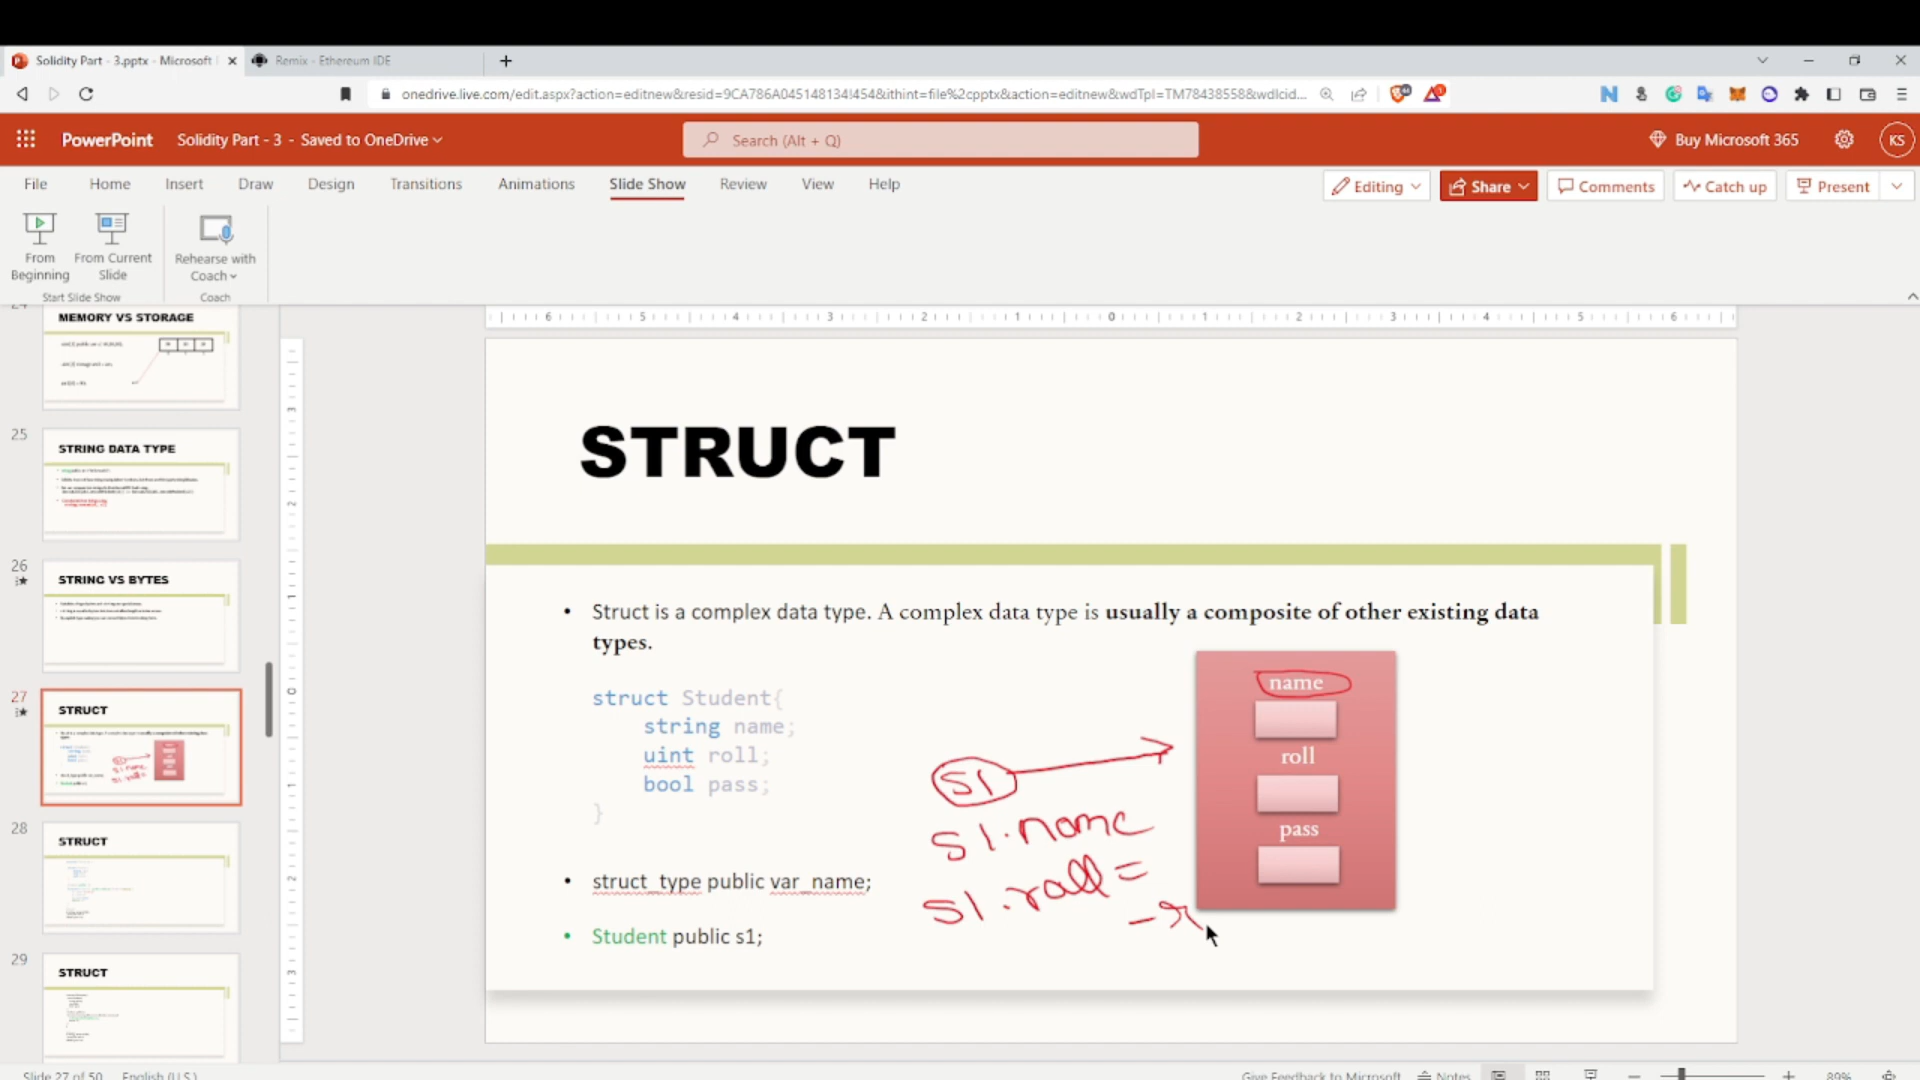 Solidity Part - 3.pptx - Microsoft
Remix - Ethereum IDE
onedrive.live.com/edit.aspx?action=editnew&resid=9CA786A045148134!454&ithint=file%2cpptx&action=editnew&wdTpl=TM78438558&wdlcid...
PowerPoint
Solidity Part - 3 - Saved to OneDrive
Search (Alt + Q)
Buy Microsoft 365
KS
File Home Insert Draw Design Transitions Animations Slide Show Review View Help
Editing Share Comments Catch up Present
From Beginning
From Current Slide
Rehearse with Coach
Start Slide Show
Coach
24
MEMORY VS STORAGE
25
STRING DATA TYPE
26
STRING VS BYTES
27
STRUCT
28
STRUCT
29
STRUCT
STRUCT
• Struct is a complex data type. A complex data type is usually a composite of other existing data
types.
struct Student{
string name;
uint roll;
bool pass;
}
• struct_type public var_name;
• Student public s1;
S1
S1.name
S1.roll=
name
roll
pass
Slide 27 of 50 English (U.S.)
Give Feedback to Microsoft Notes 89%